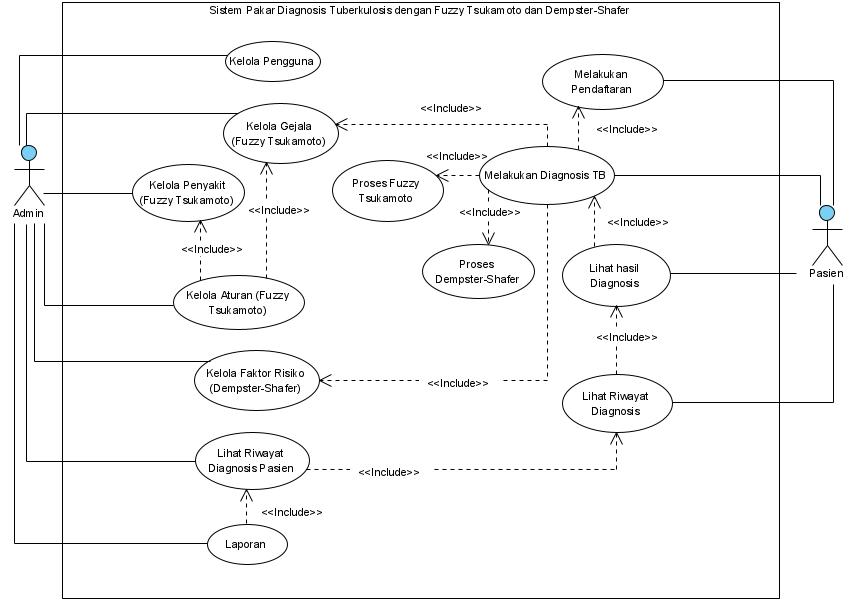 Sistem Pakar Diagnosis Tuberkulosis dengan Fuzzy Tsukamoto dan Dempster-Shafer
Kelola Pengguna
Melakukan
Pendaftaran
<<Include>>
Kelola Gejala
(Fuzzy Tsukamoto)
<<Include>>
<<Include>>
Melakukan Diagnosis TB
Proses Fuzzy
Tsukamoto
Kelola Penyakit
(Fuzzy Tsukamoto)
Admin
<<Include>>
<<Include>>
<<Include>>
<<Include>>
Proses
Dempster-Shafer
Lihat hasil
Diagnosis
Pasien
Kelola Aturan (Fuzzy
Tsukamoto)
<<Include>>
Kelola Faktor Risiko
(Dempster-Shafer)
<<Include>>
Lihat Riwayat
Diagnosis
Lihat Riwayat
Diagnosis Pasien
<<Include>>
<<Include>>
Laporan